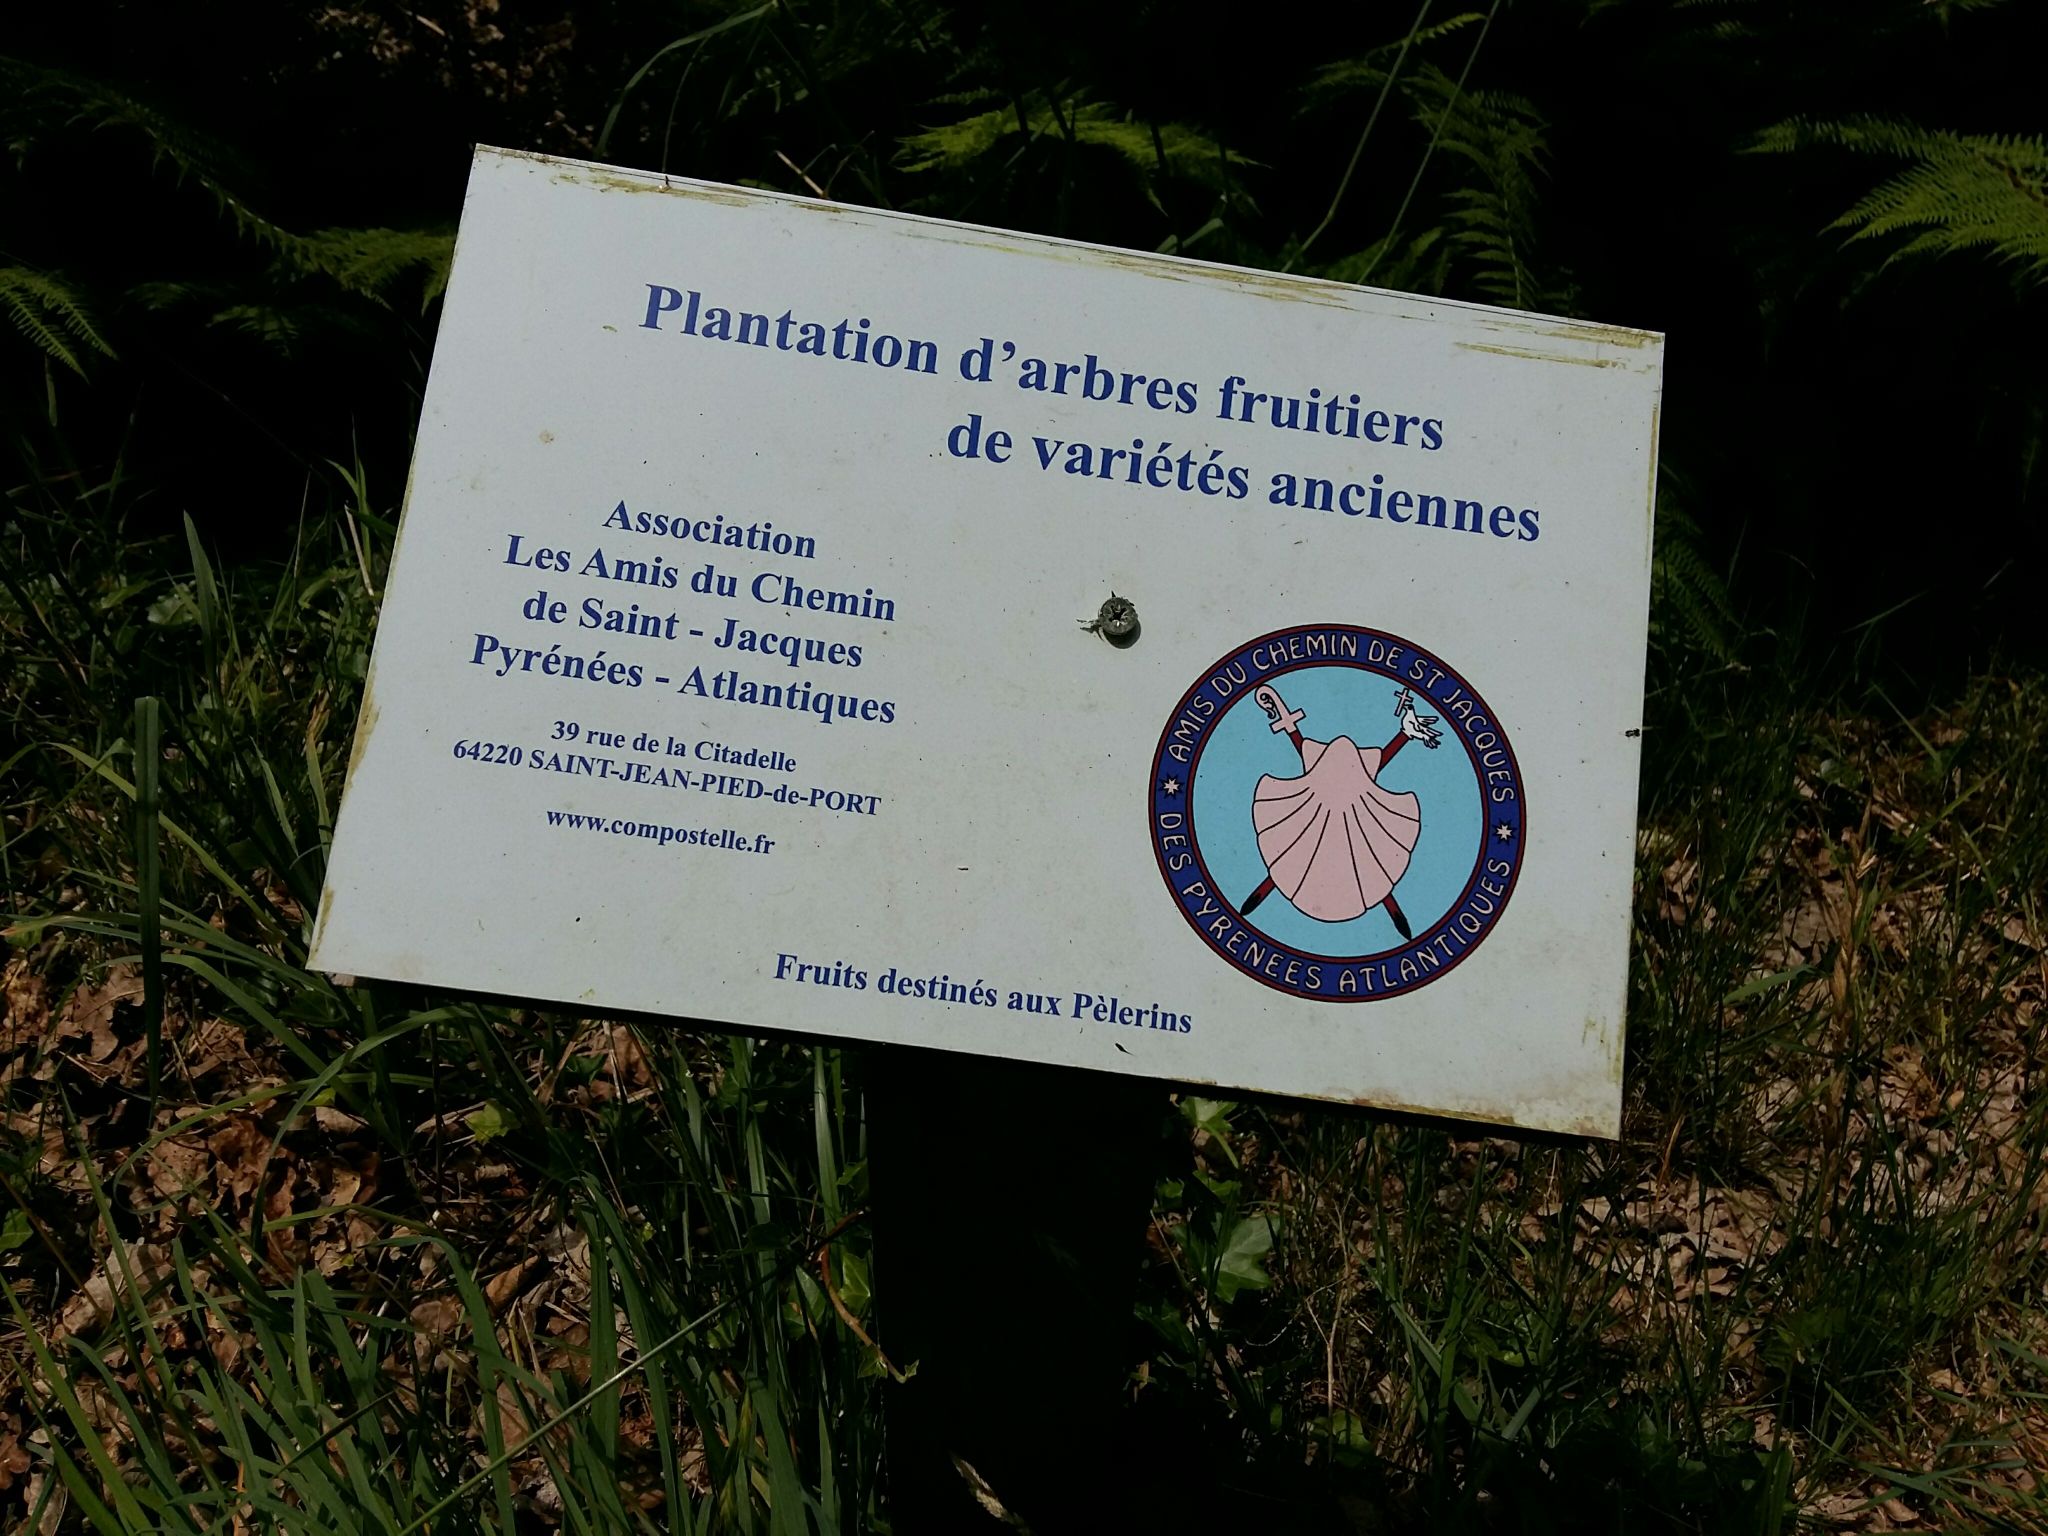 Plantation d'arbres fruitiers
de variétés anciennes
Association
Les Amis du Chemin
de Saint - Jacques
Pyrénées - Atlantiques
39 rue de la Citadelle
64220 SAINT-JEAN-PIED-de-PORT
www.compostelle.fr
AMIS DU CHEMIN DE ST JACQUES
DES PYRENEES ATLANTIQUES
Fruits destinés aux Pèlerins